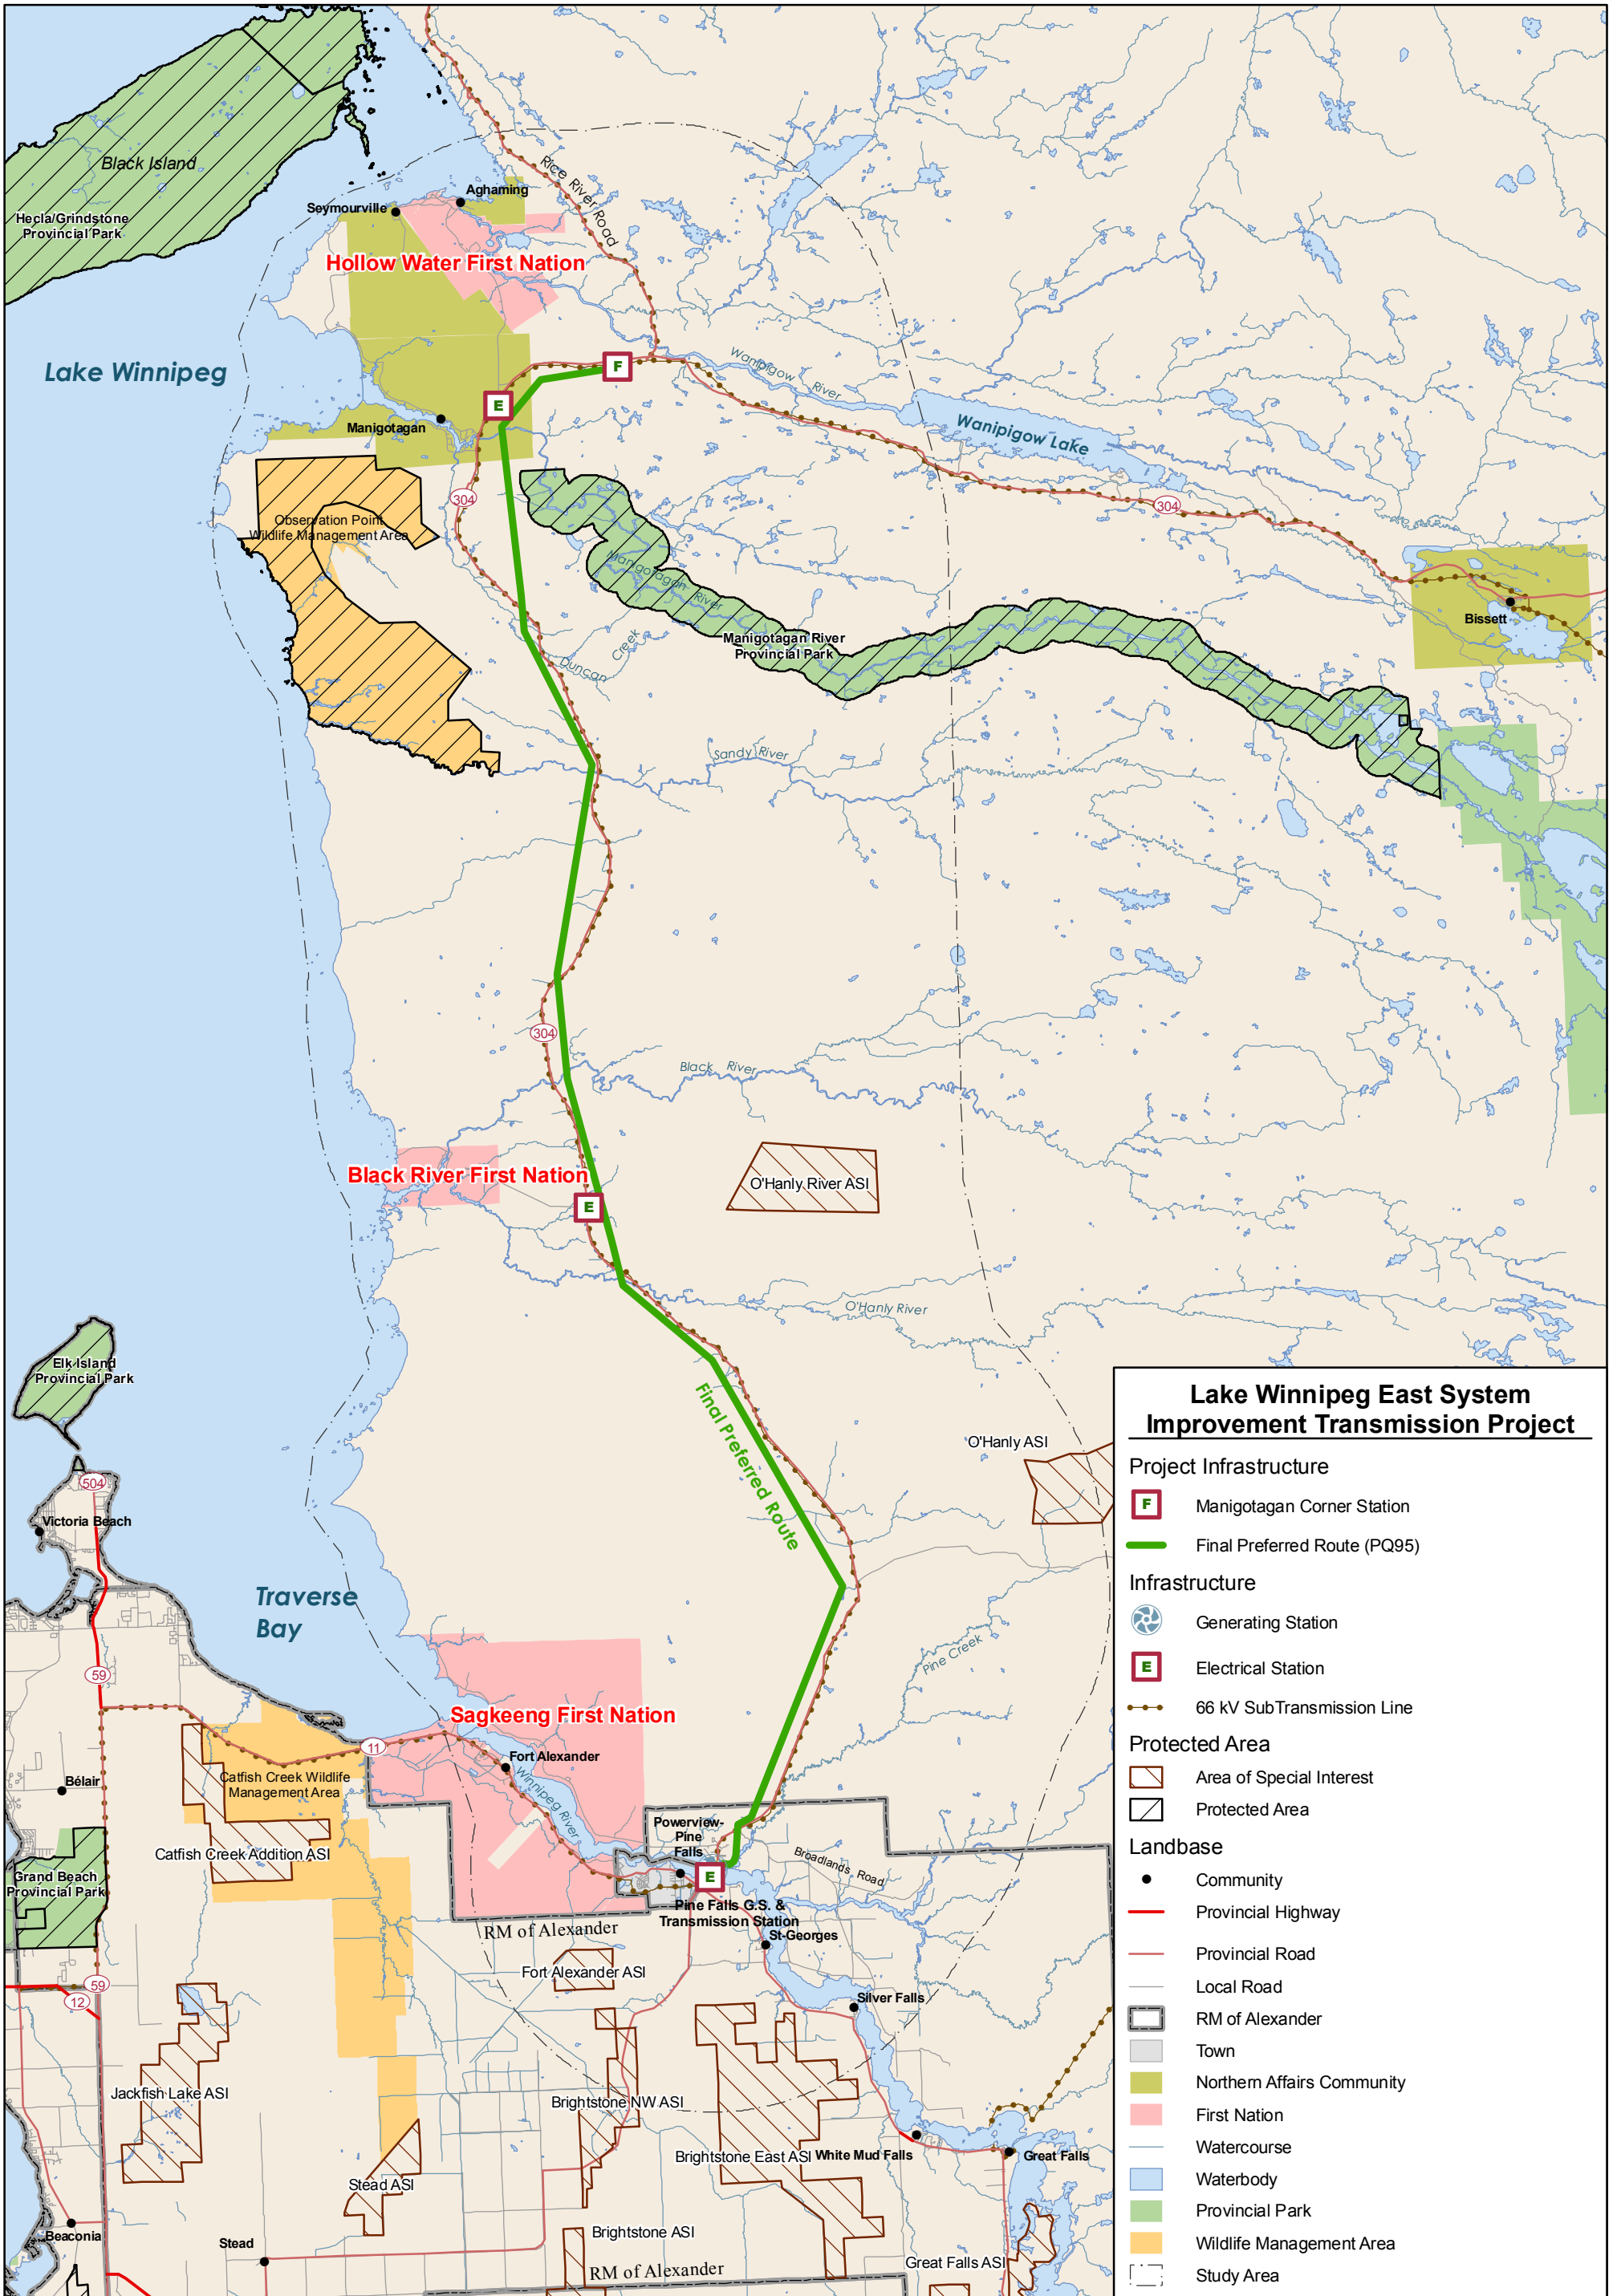 Black Island
Hecla/Grindstone
Provincial Park
Rice River Road
Aghaming
Seymourville
Hollow Water First Nation
Lake Winnipeg
F
Wanipigow River
E
Wanipigow Lake
Manigotagan
304
304
Observation Point
Wildlife Management Area
Manigotagan River
Bissett
Manigotagan River
Provincial Park
Duncan Creek
Sandy River
304
Black River
Black River First Nation
O'Hanly River ASI
E
O'Hanly River
Elk Island
Provincial Park
Final Preferred Route
O'Hanly ASI
504
Victoria Beach
Traverse
Bay
Pine Creek
59
Sagkeeng First Nation
11
Fort Alexander
Winnipeg River
Bélair
Catfish Creek Wildlife
Management Area
Powerview-
Pine
Falls
Catfish Creek Addition ASI
Broadlands Road
Grand Beach
Provincial Park
E
Pine Falls G.S. &
Transmission Station
RM of Alexander
St-Georges
Fort Alexander ASI
59
12
Silver Falls
Jackfish Lake ASI
Brightstone NW ASI
Brightstone East ASI
White Mud Falls
Great Falls
Stead ASI
Beaconia
Stead
Brightstone ASI
Great Falls ASI
RM of Alexander
Lake Winnipeg East System
Improvement Transmission Project
Project Infrastructure
F Manigotagan Corner Station
Final Preferred Route (PQ95)
Infrastructure
Generating Station
E Electrical Station
66 kV SubTransmission Line
Protected Area
Area of Special Interest
Protected Area
Landbase
Community
Provincial Highway
Provincial Road
Local Road
RM of Alexander
Town
Northern Affairs Community
First Nation
Watercourse
Waterbody
Provincial Park
Wildlife Management Area
Study Area